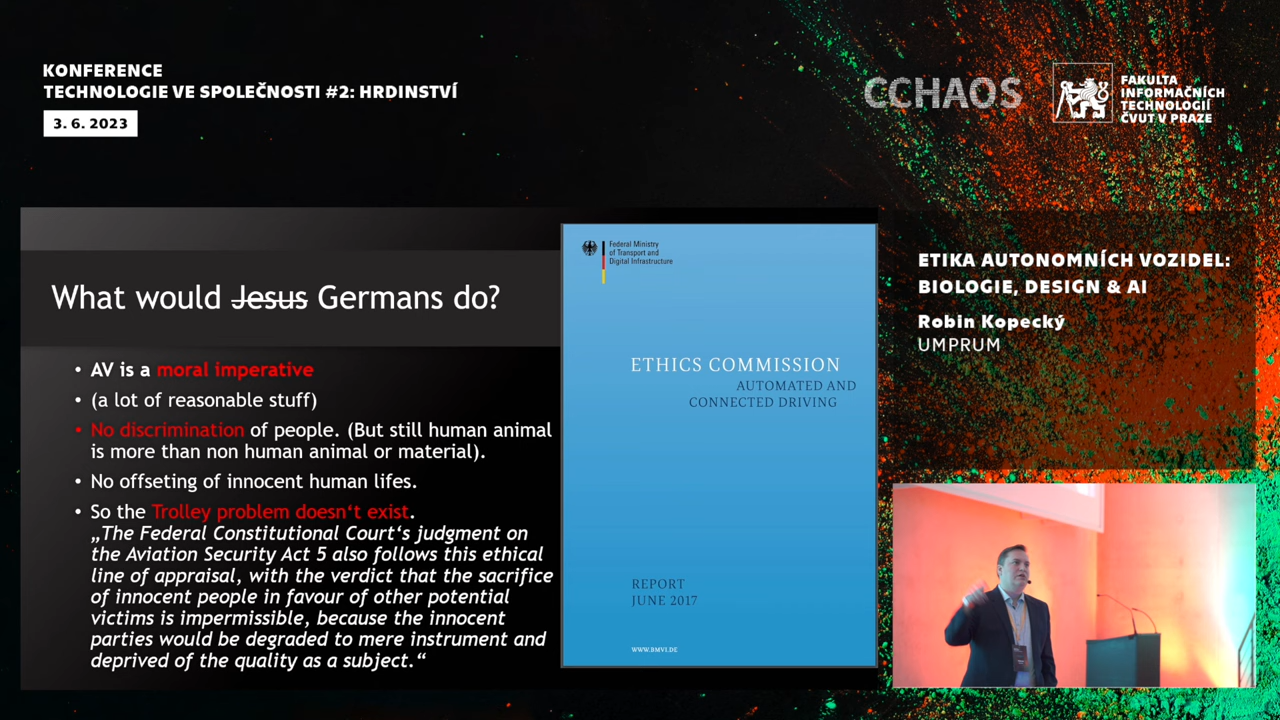 KONFERENCE
TECHNOLOGIE VE SPOLEČNOSTI #2: HRDINSTVÍ
3. 6. 2023
CCHAOS
FAKULTA
INFORMAČNÍCH
TECHNOLOGIÍ
ČVUT V PRAZE
What would Jesus Germans do?
• AV is a moral imperative
• (a lot of reasonable stuff)
• No discrimination of people. (But still human animal
is more than non human animal or material).
• No offseting of innocent human lifes.
• So the Trolley problem doesn‘t exist.
„The Federal Constitutional Court‘s judgment on
the Aviation Security Act 5 also follows this ethical
line of appraisal, with the verdict that the sacrifice
of innocent people in favour of other potential
victims is impermissible, because the innocent
parties would be degraded to mere instrument and
deprived of the quality as a subject.“
Federal Ministry
of Transport and
Digital Infrastructure
ETHICS COMMISSION
AUTOMATED AND
CONNECTED DRIVING
REPORT
JUNE 2017
WWW.BMVI.DE
ETIKA AUTONOMNÍCH VOZIDEL:
BIOLOGIE, DESIGN & AI
Robin Kopecký
UMPRUM